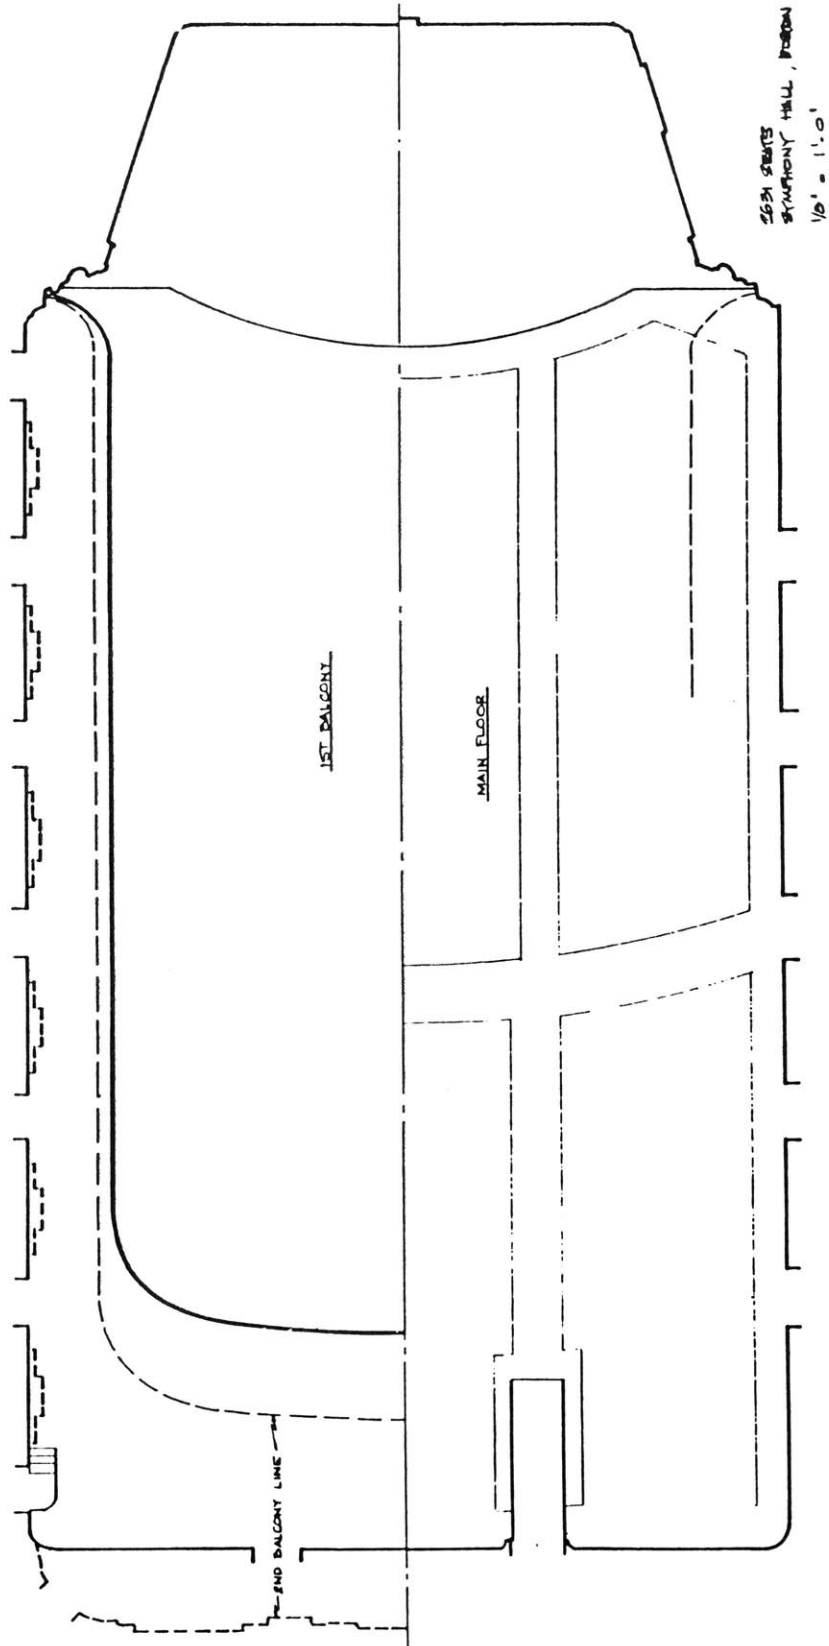 1ST BALCONY
MAIN FLOOR
2ND BALCONY LINE
2631 SEATS
SYMPHONY HALL, BOSTON
1/8" = 1'-0"